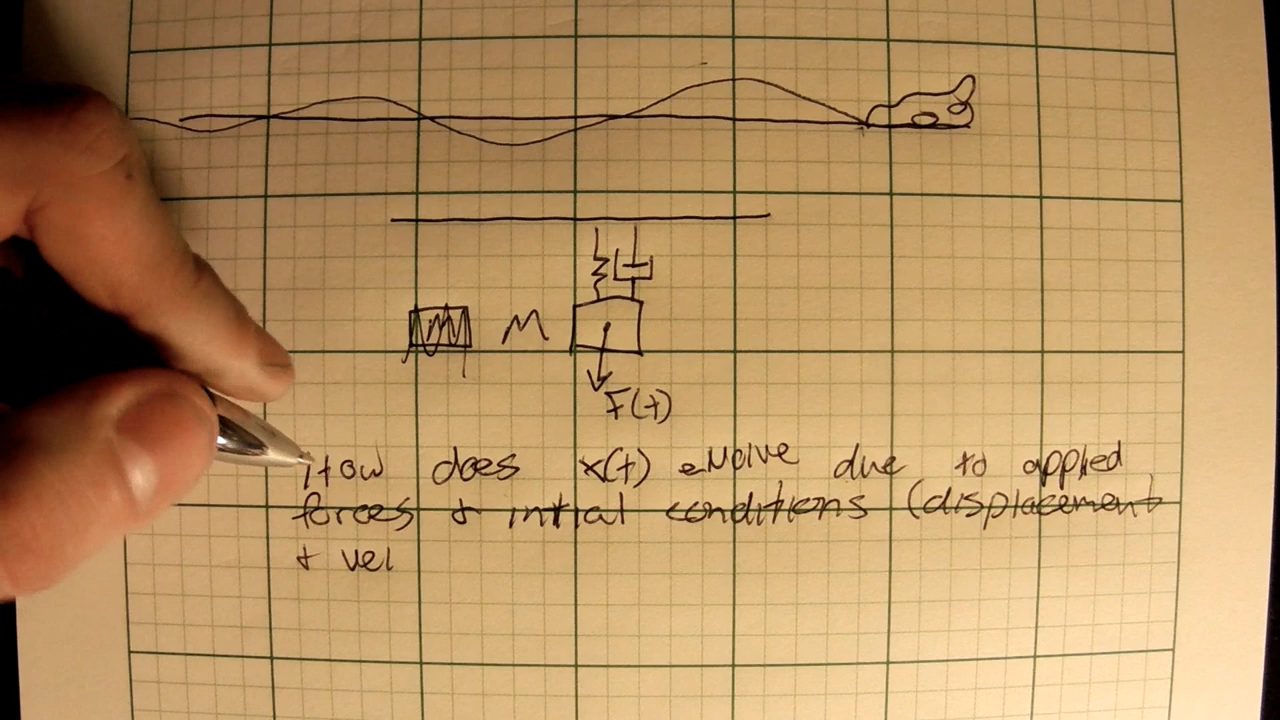 M
F(t)
How does x(t) evolve due to applied
forces & initial conditions (displacement
& vel